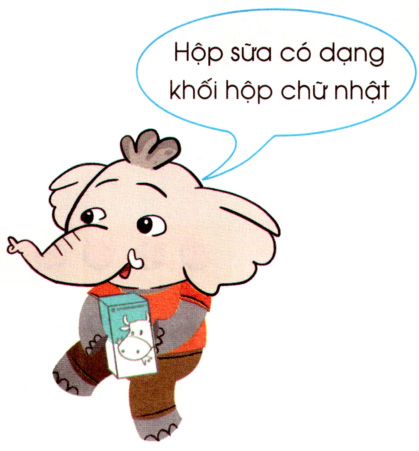 Hộp sữa có dạng
khối hộp chữ nhật